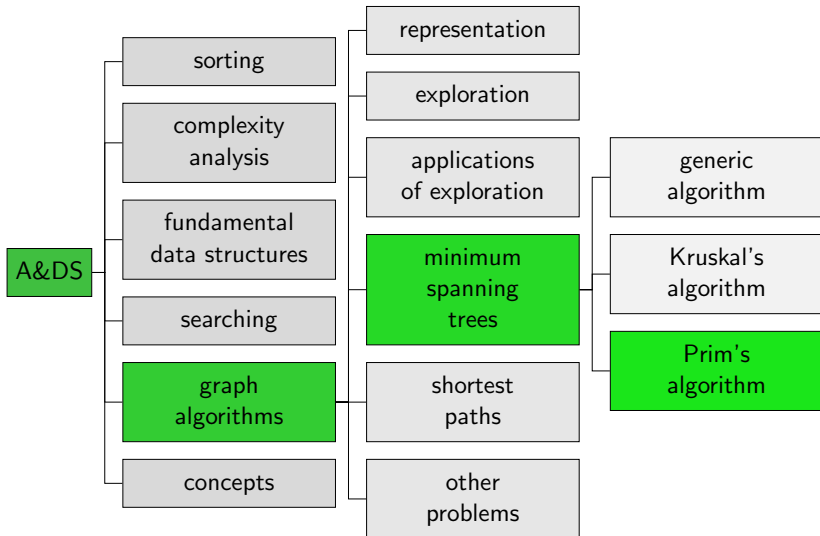 A&DS
sorting
complexity
analysis
fundamental
data structures
searching
graph
algorithms
concepts
representation
exploration
applications
of exploration
minimum
spanning
trees
shortest
paths
other
problems
generic
algorithm
Kruskal's
algorithm
Prim's
algorithm